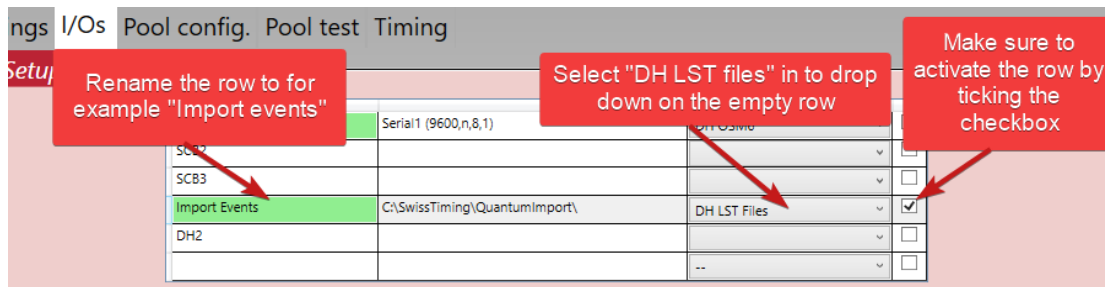 ngs I/Os Pool config. Pool test Timing
Setup
Rename the row to for
example "Import events"
Select "DH LST files" in to drop
down on the empty row
Make sure to
activate the row by
ticking the
checkbox
Serial1 (9600,n,8,1)
DH OSM6
SCB2
SCB3
Import Events C:\SwissTiming\QuantumImport\ DH LST Files
DH2
--